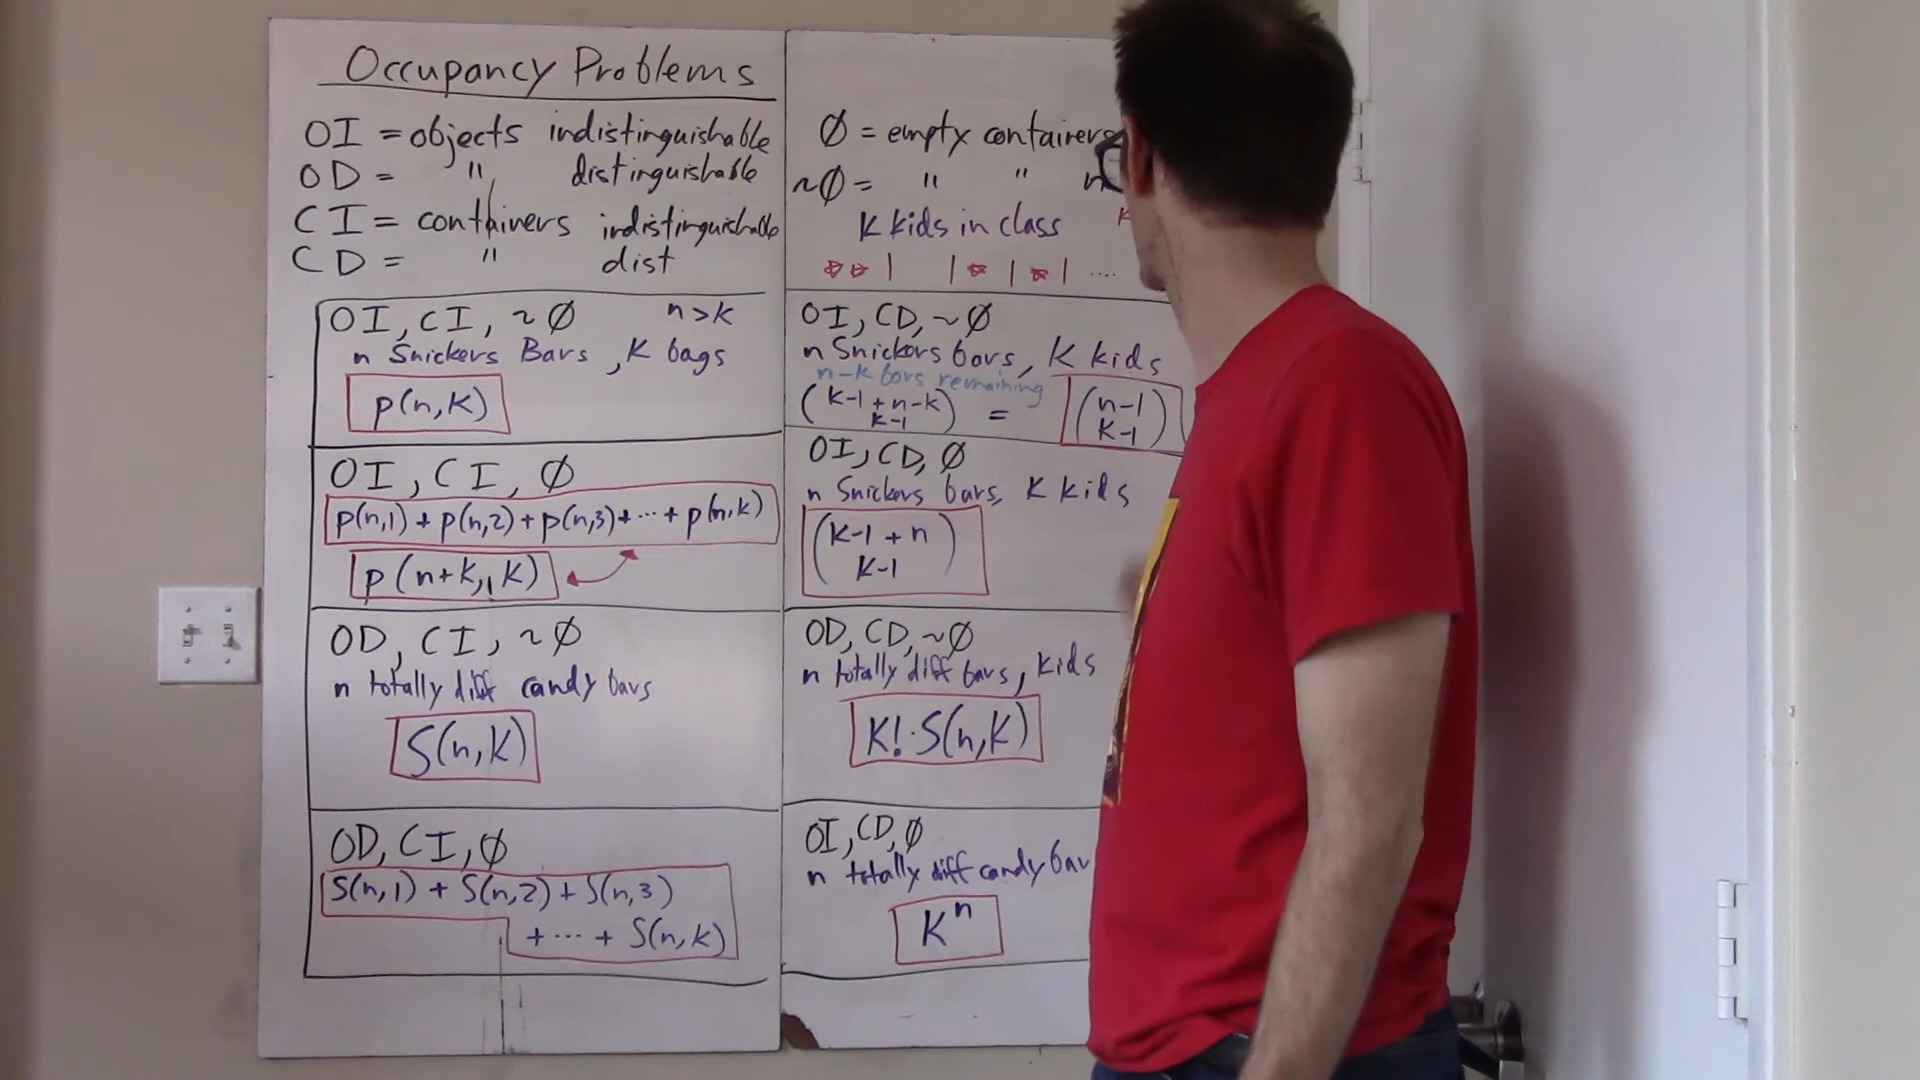 Occupancy Problems
OI = objects indistinguishable
OD = " distinguishable
CI = containers indistinguishable
CD = " dist
OI, CI, ~Ø n>k
n Snickers Bars, K bags
p(n,k)
OI, CI, Ø
p(n,1) + p(n,2) + p(n,3) + ... + p(n,k)
p(n+k, k)
OD, CI, ~Ø
n totally diff candy bars
S(n,k)
OD, CI, Ø
S(n,1) + S(n,2) + S(n,3)
+ ... + S(n,k)
Ø = empty containers
~Ø = " " n
K kids in class
☆☆| |☆|☆| ....
OI, CD, ~Ø
n Snickers bars, K kids
n-k bars remaining
(k-1+n-k
k-1) = (n-1
k-1)
OI, CD, Ø
n Snickers bars, K kids
(k-1+n
k-1)
OD, CD, ~Ø
n totally diff bars, kids
K!·S(n,k)
OI, CD, Ø
n totally diff candy bar
K^n